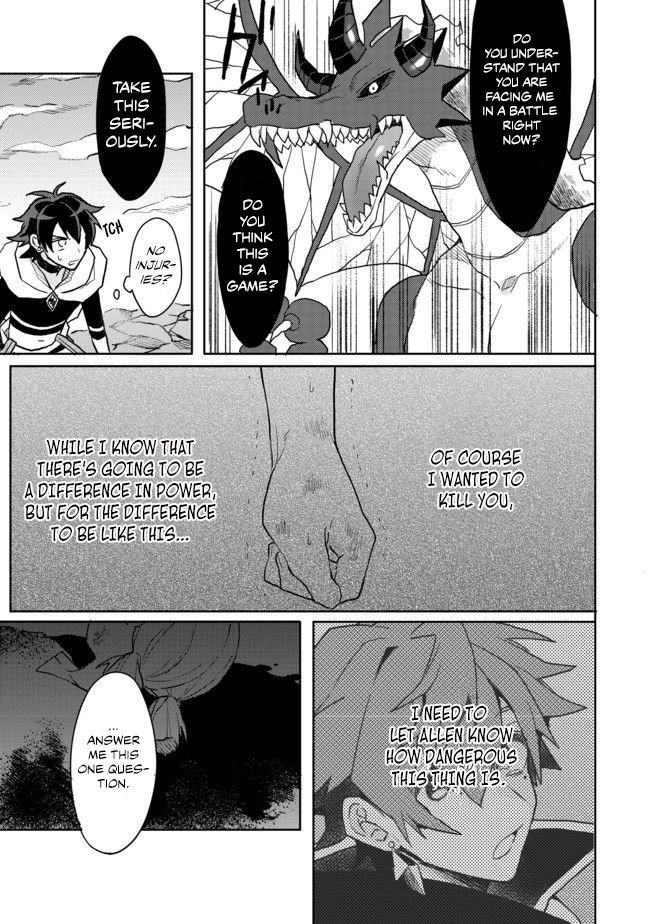 DO
YOU UNDER-
STAND THAT
YOU ARE
FACING ME
IN A BATTLE
RIGHT
NOW?
DO
YOU
THINK
THIS
IS A
GAME?
TAKE
THIS
SERI-
OUSLY.
TCH
NO
INJUR-
IES?
OF COURSE
I WANTED TO
KILL YOU,
WHILE I KNOW THAT
THERE'S GOING TO BE
A DIFFERENCE IN POWER,
BUT FOR THE DIFFERENCE
TO BE LIKE THIS...
I NEED TO
LET ALLEN KNOW
HOW DANGEROUS
THIS THING IS.
...
ANSWER
ME THIS
ONE QUES-
TION.